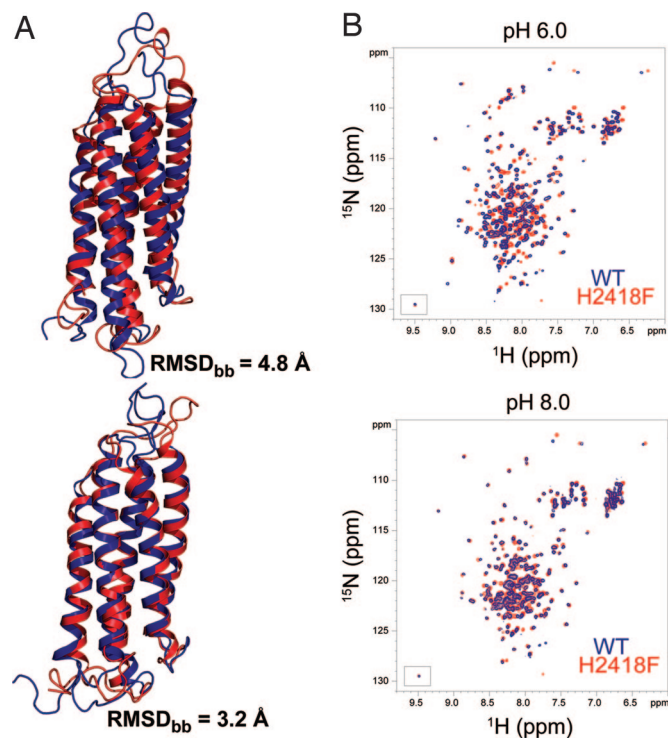 A
RMSDbb = 4.8 Å
RMSDbb = 3.2 Å
B
pH 6.0
ppm
110
115
120
125
130
15N (ppm)
WT
H2418F
9.5 9.0 8.5 8.0 7.5 7.0 6.5 ppm
1H (ppm)
pH 8.0
ppm
110
115
120
125
130
15N (ppm)
WT
H2418F
9.5 9.0 8.5 8.0 7.5 7.0 6.5 ppm
1H (ppm)